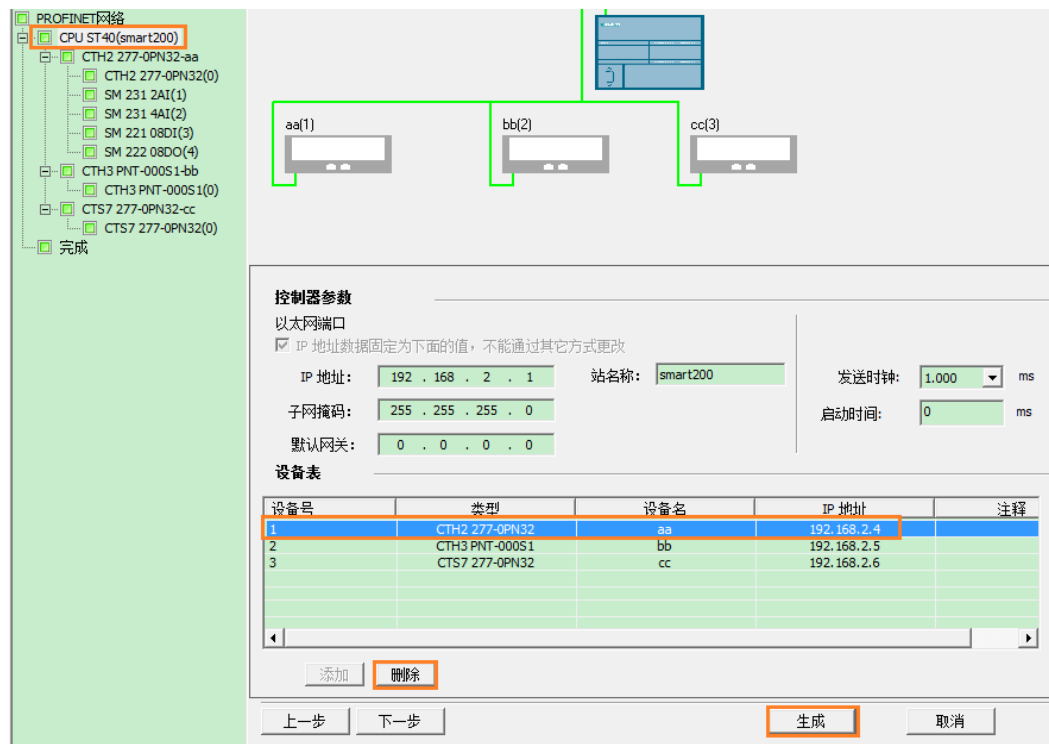 PROFINET网络
CPU ST40(smart200)
CTH2 277-0PN32-aa
CTH2 277-0PN32(0)
SM 231 2AI(1)
SM 231 4AI(2)
SM 221 08DI(3)
SM 222 08DO(4)
CTH3 PNT-000S1-bb
CTH3 PNT-000S1(0)
CTS7 277-0PN32-cc
CTS7 277-0PN32(0)
完成
aa(1) bb(2) cc(3)
控制器参数
以太网端口
IP 地址数据固定为下面的值，不能通过其它方式更改
IP 地址: 192 . 168 . 2 . 1 站名称: smart200 发送时钟: 1.000 ms
子网掩码: 255 . 255 . 255 . 0 启动时间: 0 ms
默认网关: 0 . 0 . 0 . 0
设备表
设备号 类型 设备名 IP 地址 注释
1 CTH2 277-0PN32 aa 192.168.2.4
2 CTH3 PNT-000S1 bb 192.168.2.5
3 CTS7 277-0PN32 cc 192.168.2.6
添加 删除
上一步 下一步 生成 取消